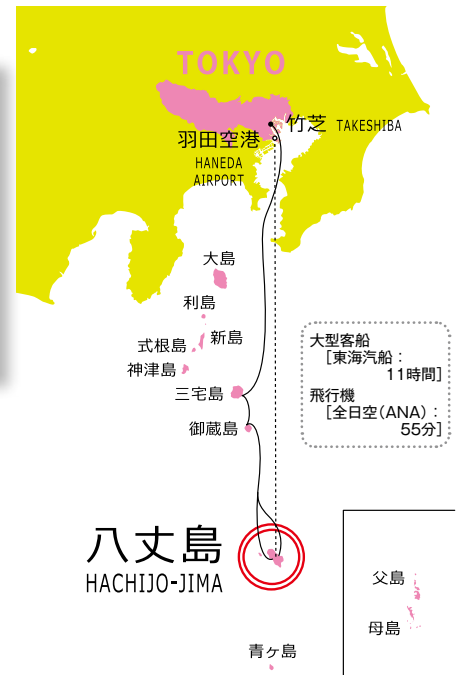 TOKYO
竹芝 TAKESHIBA
羽田空港
HANEDA
AIRPORT
大島
利島
新島
式根島
神津島
三宅島
御蔵島
大型客船
［東海汽船：
11時間］
飛行機
［全日空（ANA）：
55分］
八丈島
HACHIJO-JIMA
父島
母島
青ヶ島